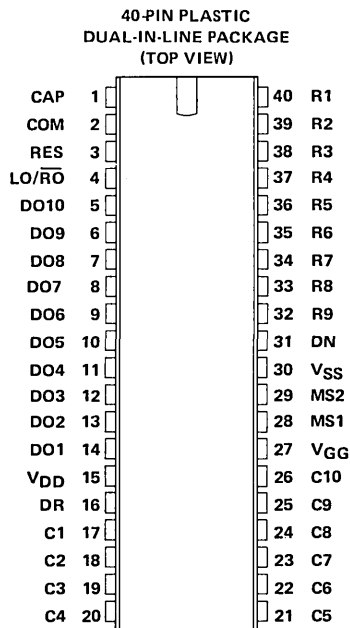 40-PIN PLASTIC
DUAL-IN-LINE PACKAGE
(TOP VIEW)
CAP 1 40 R1
COM 2 39 R2
RES 3 38 R3
LO/R̅O̅ 4 37 R4
DO10 5 36 R5
DO9 6 35 R6
DO8 7 34 R7
DO7 8 33 R8
DO6 9 32 R9
DO5 10 31 DN
DO4 11 30 VSS
DO3 12 29 MS2
DO2 13 28 MS1
DO1 14 27 VGG
VDD 15 26 C10
DR 16 25 C9
C1 17 24 C8
C2 18 23 C7
C3 19 22 C6
C4 20 21 C5